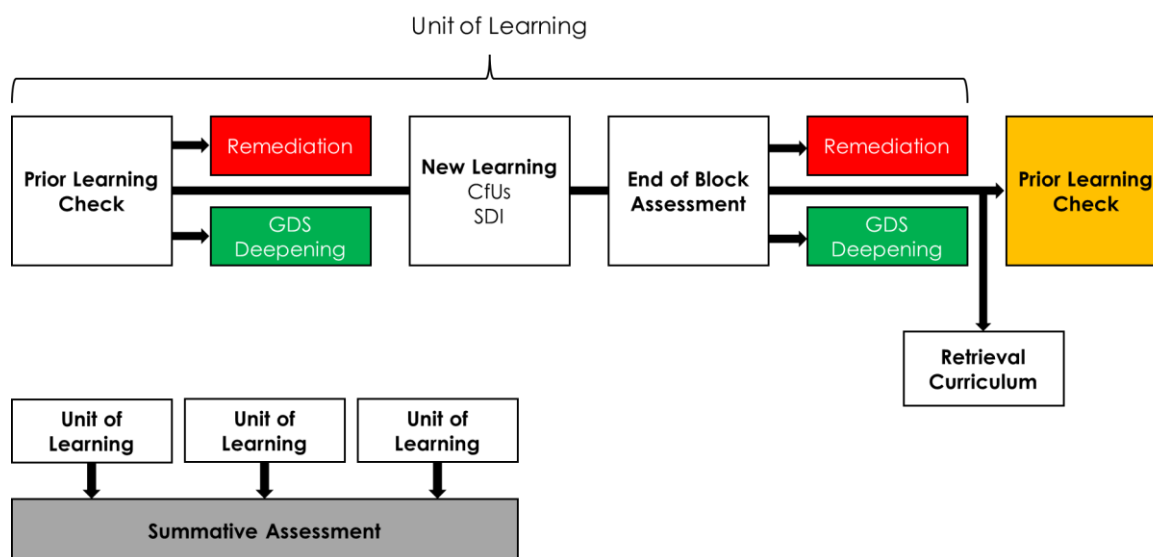 Unit of Learning
Prior Learning
Check
Remediation
GDS
Deepening
New Learning
CfUs
SDI
End of Block
Assessment
Remediation
GDS
Deepening
Prior Learning
Check
Retrieval
Curriculum
Unit of
Learning
Unit of
Learning
Unit of
Learning
Summative Assessment